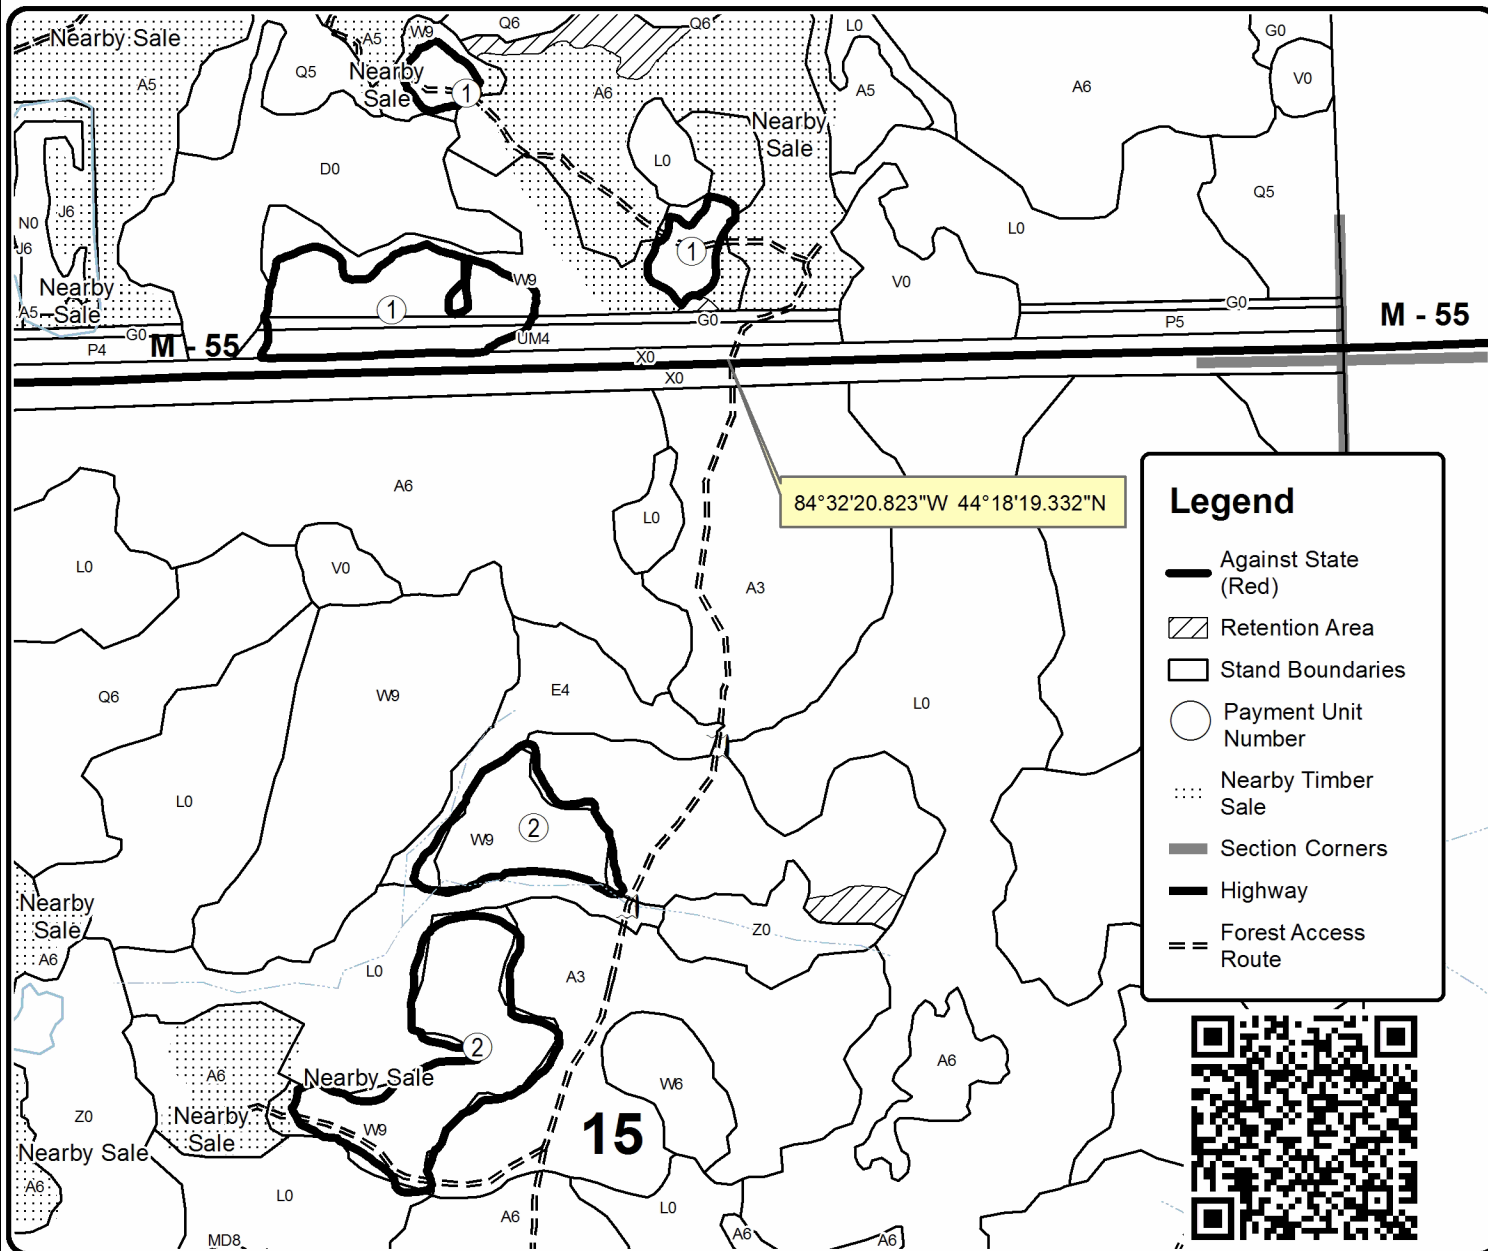 Nearby Sale
A5
W9
Q6
Q6
L0
G0
Q5
Nearby
Sale
1
A5
A6
A5
A6
V0
Nearby
Sale
D0
L0
Q5
N0
J6
J6
L0
1
V0
Nearby
Sale
A5
W9
1
G0
G0
G0
P5
M - 55
P4
M - 55
UM4
X0
X0
A6
84°32'20.823"W 44°18'19.332"N
L0
L0
V0
A3
Q6
W9
E4
L0
L0
W9
2
Nearby
Sale
A6
Z0
L0
A3
2
A6
Nearby Sale
A6
W6
Z0
Nearby
Sale
W9
15
Nearby Sale
A6
L0
L0
A6
MD8
A6
A6
Legend
Against State
(Red)
Retention Area
Stand Boundaries
Payment Unit
Number
Nearby Timber
Sale
Section Corners
Highway
Forest Access
Route